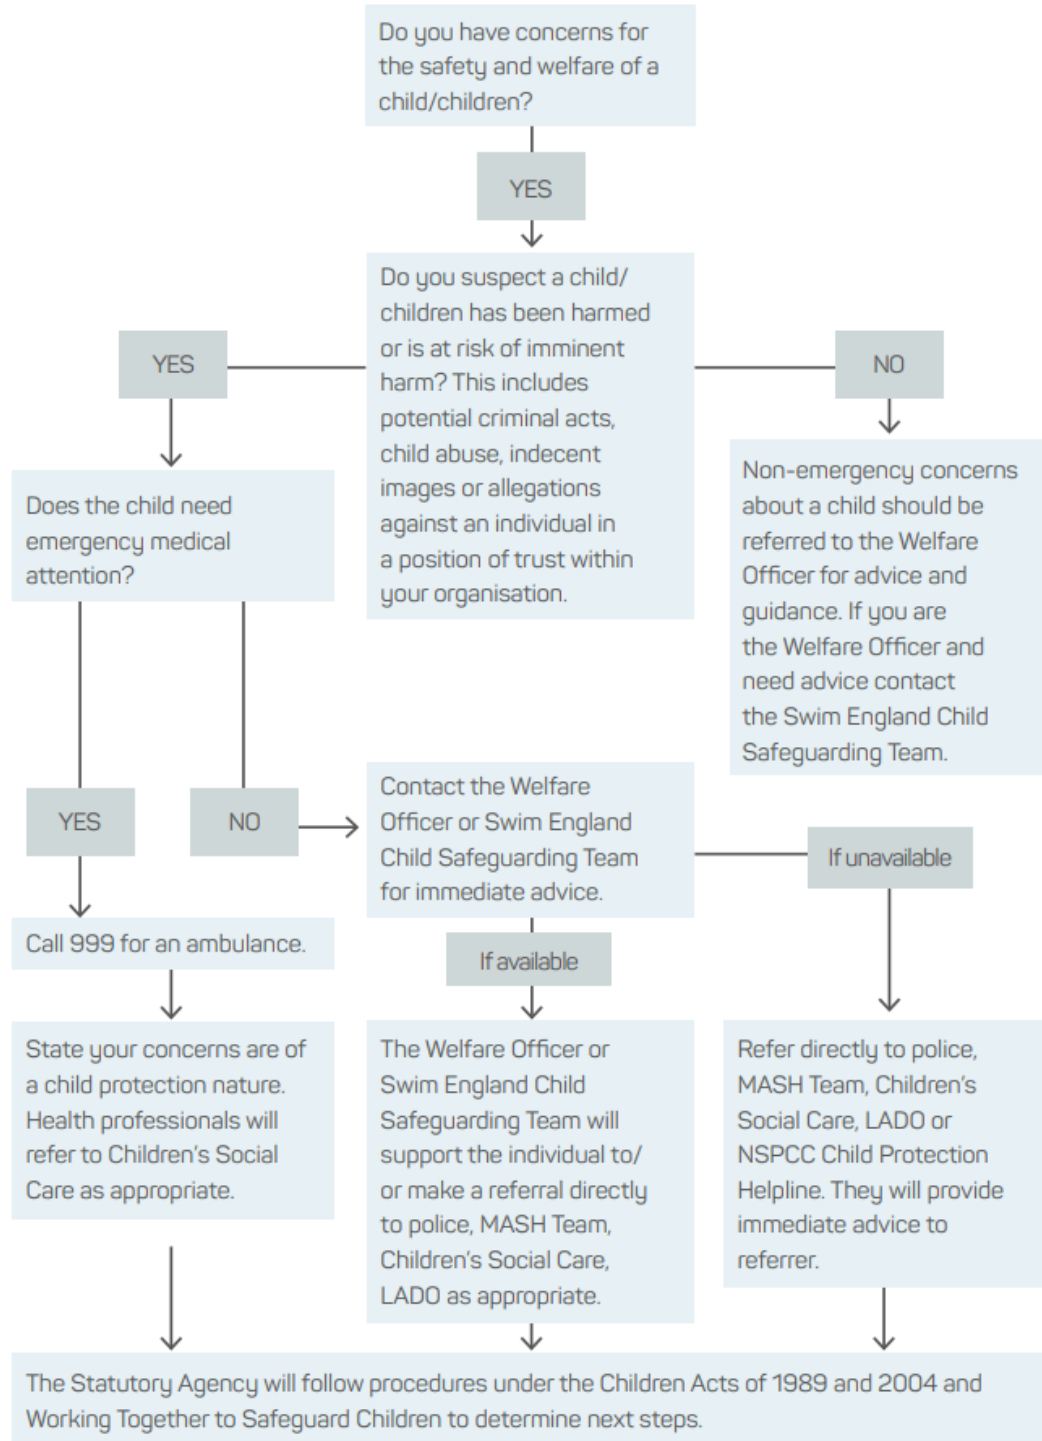 Do you have concerns for
the safety and welfare of a
child/children?
YES
Do you suspect a child/
children has been harmed
or is at risk of imminent
harm? This includes
potential criminal acts,
child abuse, indecent
images or allegations
against an individual in
a position of trust within
your organisation.
YES
NO
Does the child need
emergency medical
attention?
Non-emergency concerns
about a child should be
referred to the Welfare
Officer for advice and
guidance. If you are
the Welfare Officer and
need advice contact
the Swim England Child
Safeguarding Team.
YES
NO
Contact the Welfare
Officer or Swim England
Child Safeguarding Team
for immediate advice.
If unavailable
Call 999 for an ambulance.
If available
State your concerns are of
a child protection nature.
Health professionals will
refer to Children's Social
Care as appropriate.
The Welfare Officer or
Swim England Child
Safeguarding Team will
support the individual to/
or make a referral directly
to police, MASH Team,
Children's Social Care,
LADO as appropriate.
Refer directly to police,
MASH Team, Children's
Social Care, LADO or
NSPCC Child Protection
Helpline. They will provide
immediate advice to
referrer.
The Statutory Agency will follow procedures under the Children Acts of 1989 and 2004 and
Working Together to Safeguard Children to determine next steps.